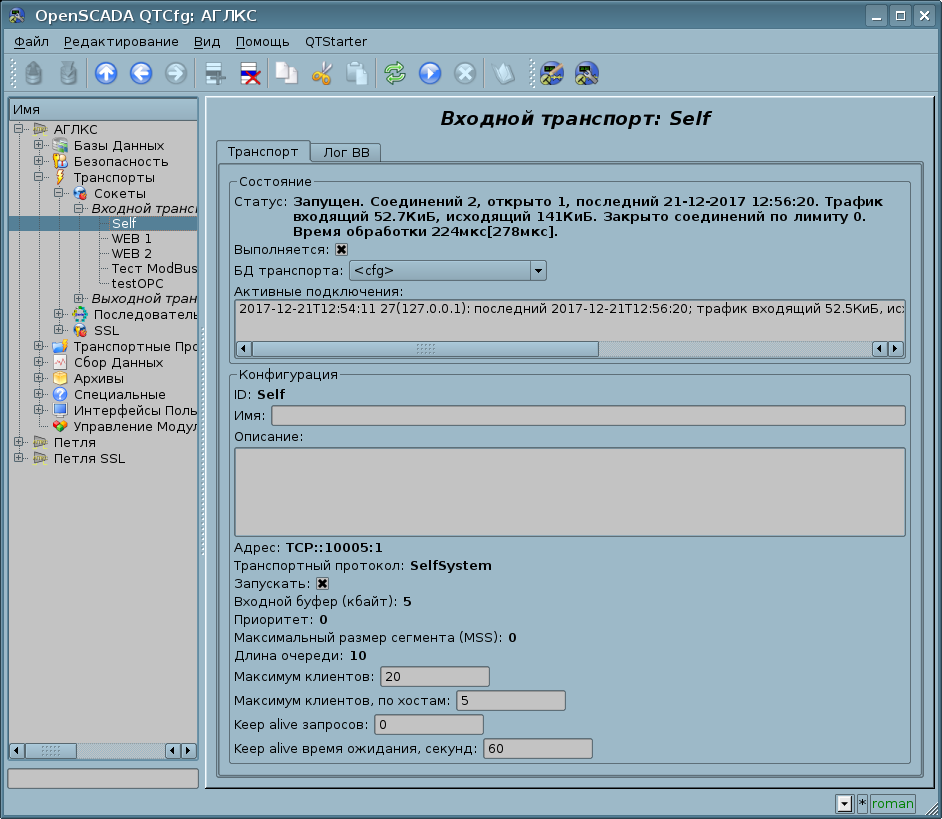 OpenSCADA QTCfg: АГЛКС
Файл Редактирование Вид Помощь QTStarter
Имя
АГЛКС
Базы Данных
Безопасность
Транспорты
Сокеты
Входной трансп
Self
WEB 1
WEB 2
Тест ModBus
testOPC
Выходной тран
Последователь
SSL
Транспортные Про
Сбор Данных
Архивы
Специальные
Интерфейсы Поль
Управление Модул
Петля
Петля SSL
Входной транспорт: Self
Транспорт Лог ВВ
Состояние
Статус: Запущен. Соединений 2, открыто 1, последний 21-12-2017 12:56:20. Трафик
входящий 52.7КиБ, исходящий 141КиБ. Закрыто соединений по лимиту 0.
Время обработки 224мкс[278мкс].
Выполняется:
БД транспорта: <cfg>
Активные подключения:
2017-12-21T12:54:11 27(127.0.0.1): последний 2017-12-21T12:56:20; трафик входящий 52.5КиБ, исх
Конфигурация
ID: Self
Имя:
Описание:
Адрес: TCP::10005:1
Транспортный протокол: SelfSystem
Запускать:
Входной буфер (кбайт): 5
Приоритет: 0
Максимальный размер сегмента (MSS): 0
Длина очереди: 10
Максимум клиентов: 20
Максимум клиентов, по хостам: 5
Keep alive запросов: 0
Keep alive время ожидания, секунд: 60
* roman